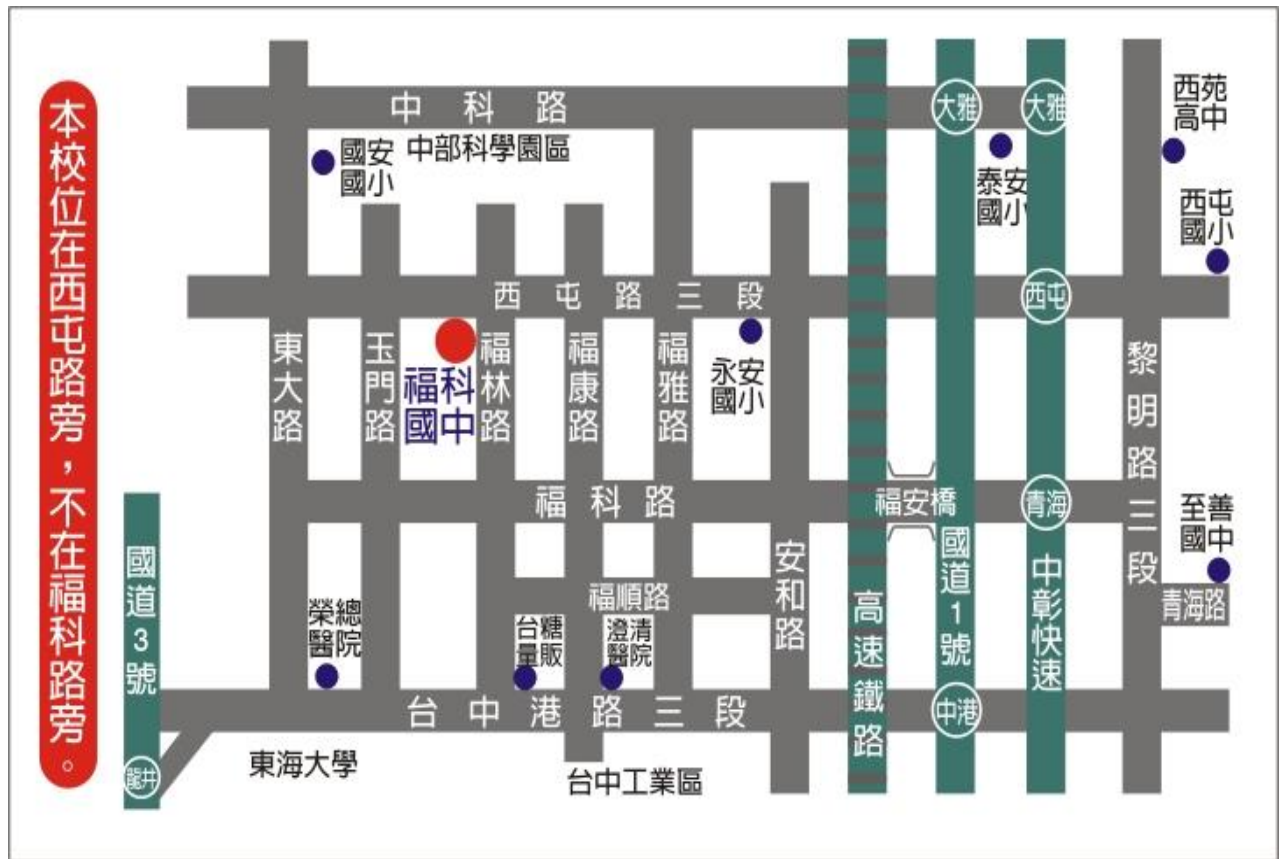 本校位在西屯路旁，不在福科路旁。
中科路
大雅
大雅
西苑
高中
國安
國小
中部科學園區
泰安
國小
西屯
國小
西屯路三段
西屯
東大路
玉門路
福科
國中
福林路
福康路
福雅路
永安
國小
黎明路三段
福科路
福安橋
青海
至善
國中
國道3號
國道1號
中彰快速
安和路
高速鐵路
福順路
青海路
榮總
醫院
台糖
量販
澄清
醫院
台中港路三段
中港
東海大學
龍井
台中工業區